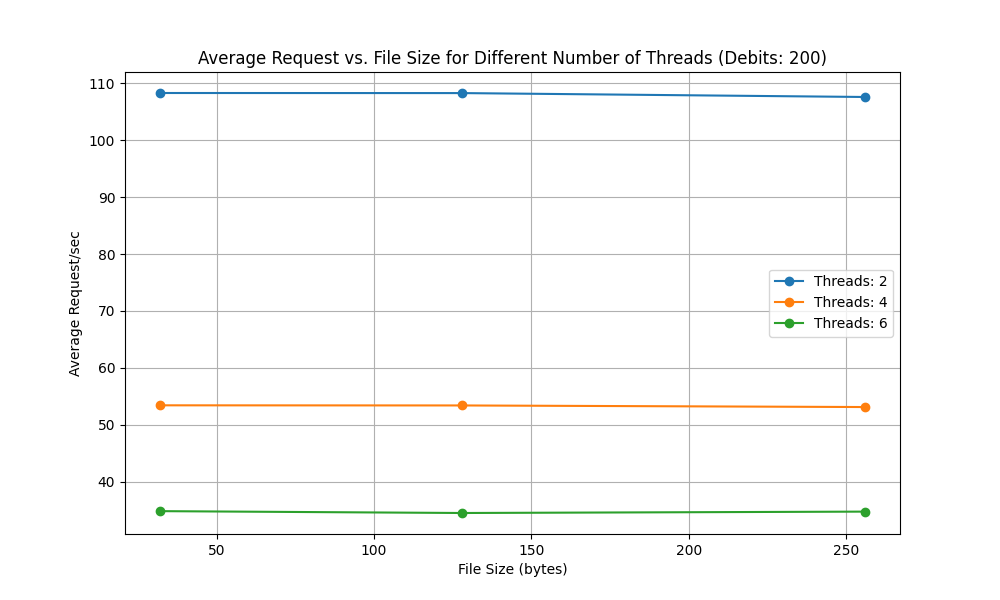 Average Request vs. File Size for Different Number of Threads (Debits: 200)
110
100
90
80
70
60
50
40
Average Request/sec
Threads: 2
Threads: 4
Threads: 6
50
100
150
200
250
File Size (bytes)